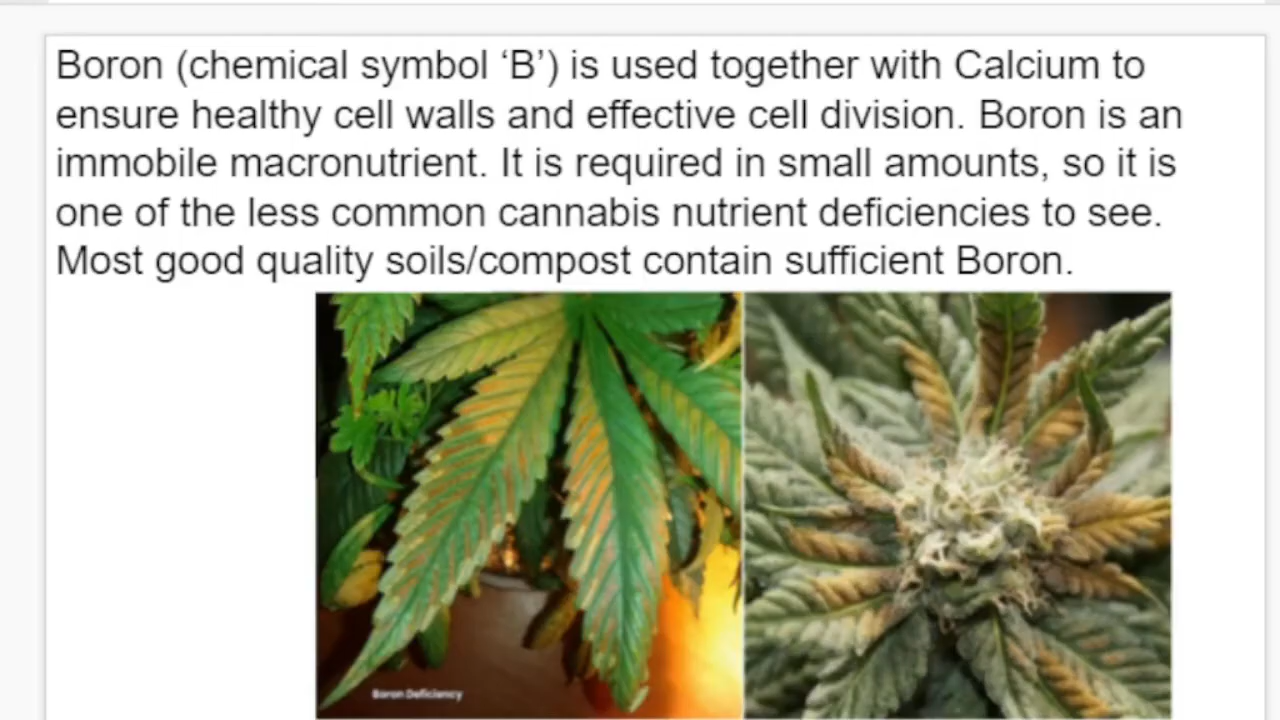 Boron (chemical symbol ‘B’) is used together with Calcium to
ensure healthy cell walls and effective cell division. Boron is an
immobile macronutrient. It is required in small amounts, so it is
one of the less common cannabis nutrient deficiencies to see.
Most good quality soils/compost contain sufficient Boron.
Boron Deficiency